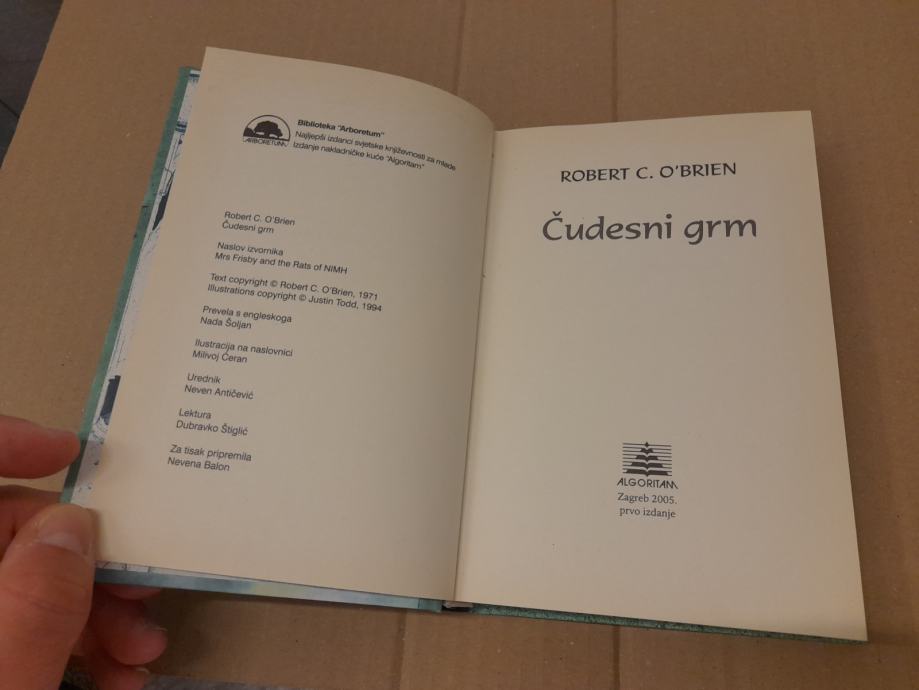 ARBORETUM
Biblioteka "Arboretum"
Najljepši izdanci svjetske književnosti za mlade
Izdanje nakladničke kuće "Algoritam"
Robert C. O'Brien
Čudesni grm
Naslov izvornika
Mrs Frisby and the Rats of NIMH
Text copyright © Robert C. O'Brien, 1971
Illustrations copyright © Justin Todd, 1994
Prevela s engleskoga
Nada Šoljan
Ilustracija na naslovnici
Milivoj Ćeran
Urednik
Neven Antičević
Lektura
Dubravko Štiglić
Za tisak pripremila
Nevena Balon
ROBERT C. O'BRIEN
Čudesni grm
ALGORITAM
Zagreb 2005.
prvo izdanje